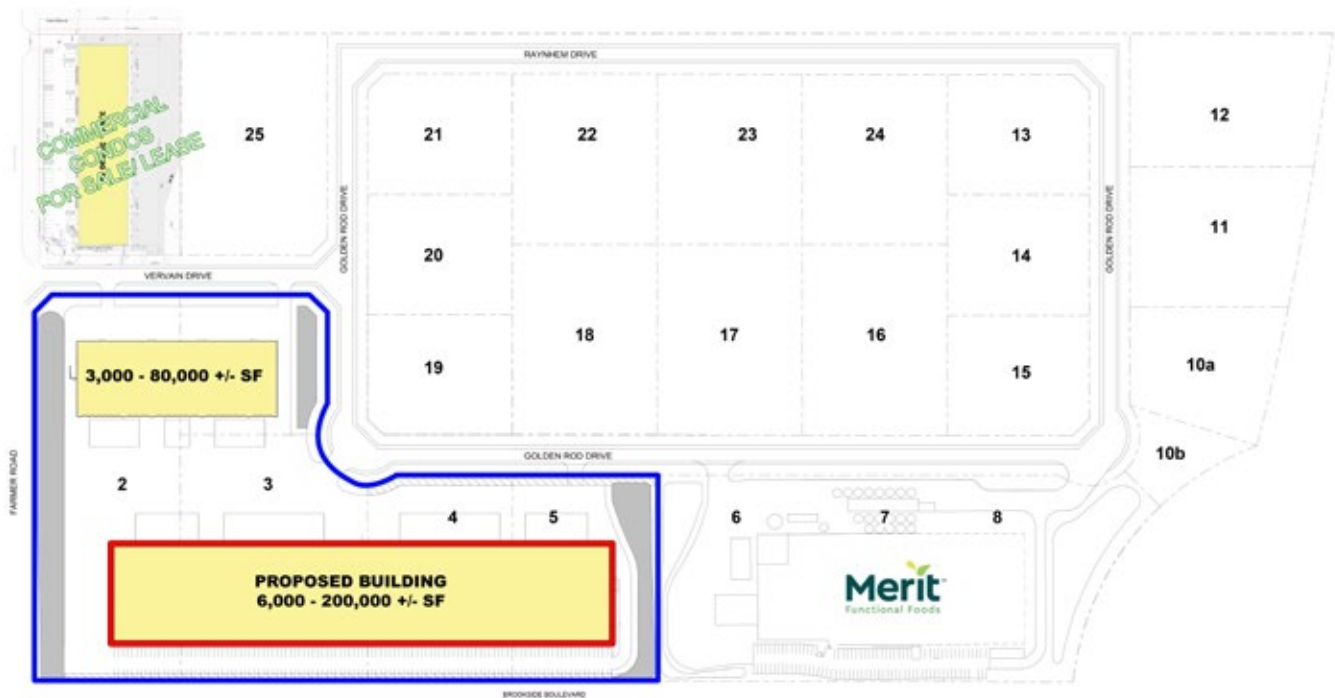 RAYNHEM DRIVE
COMMERCIAL
CONDOS
FOR SALE/ LEASE
25
21
22
23
24
13
12
GOLDEN ROD DRIVE
GOLDEN ROD DRIVE
11
20
14
VERVAIN DRIVE
18
17
16
19
15
10a
3,000 - 80,000 +/- SF
10b
GOLDEN ROD DRIVE
FARMER ROAD
2
3
4
5
6
7
8
PROPOSED BUILDING
6,000 - 200,000 +/- SF
Merit
Functional Foods
BROOKSIDE BOULEVARD